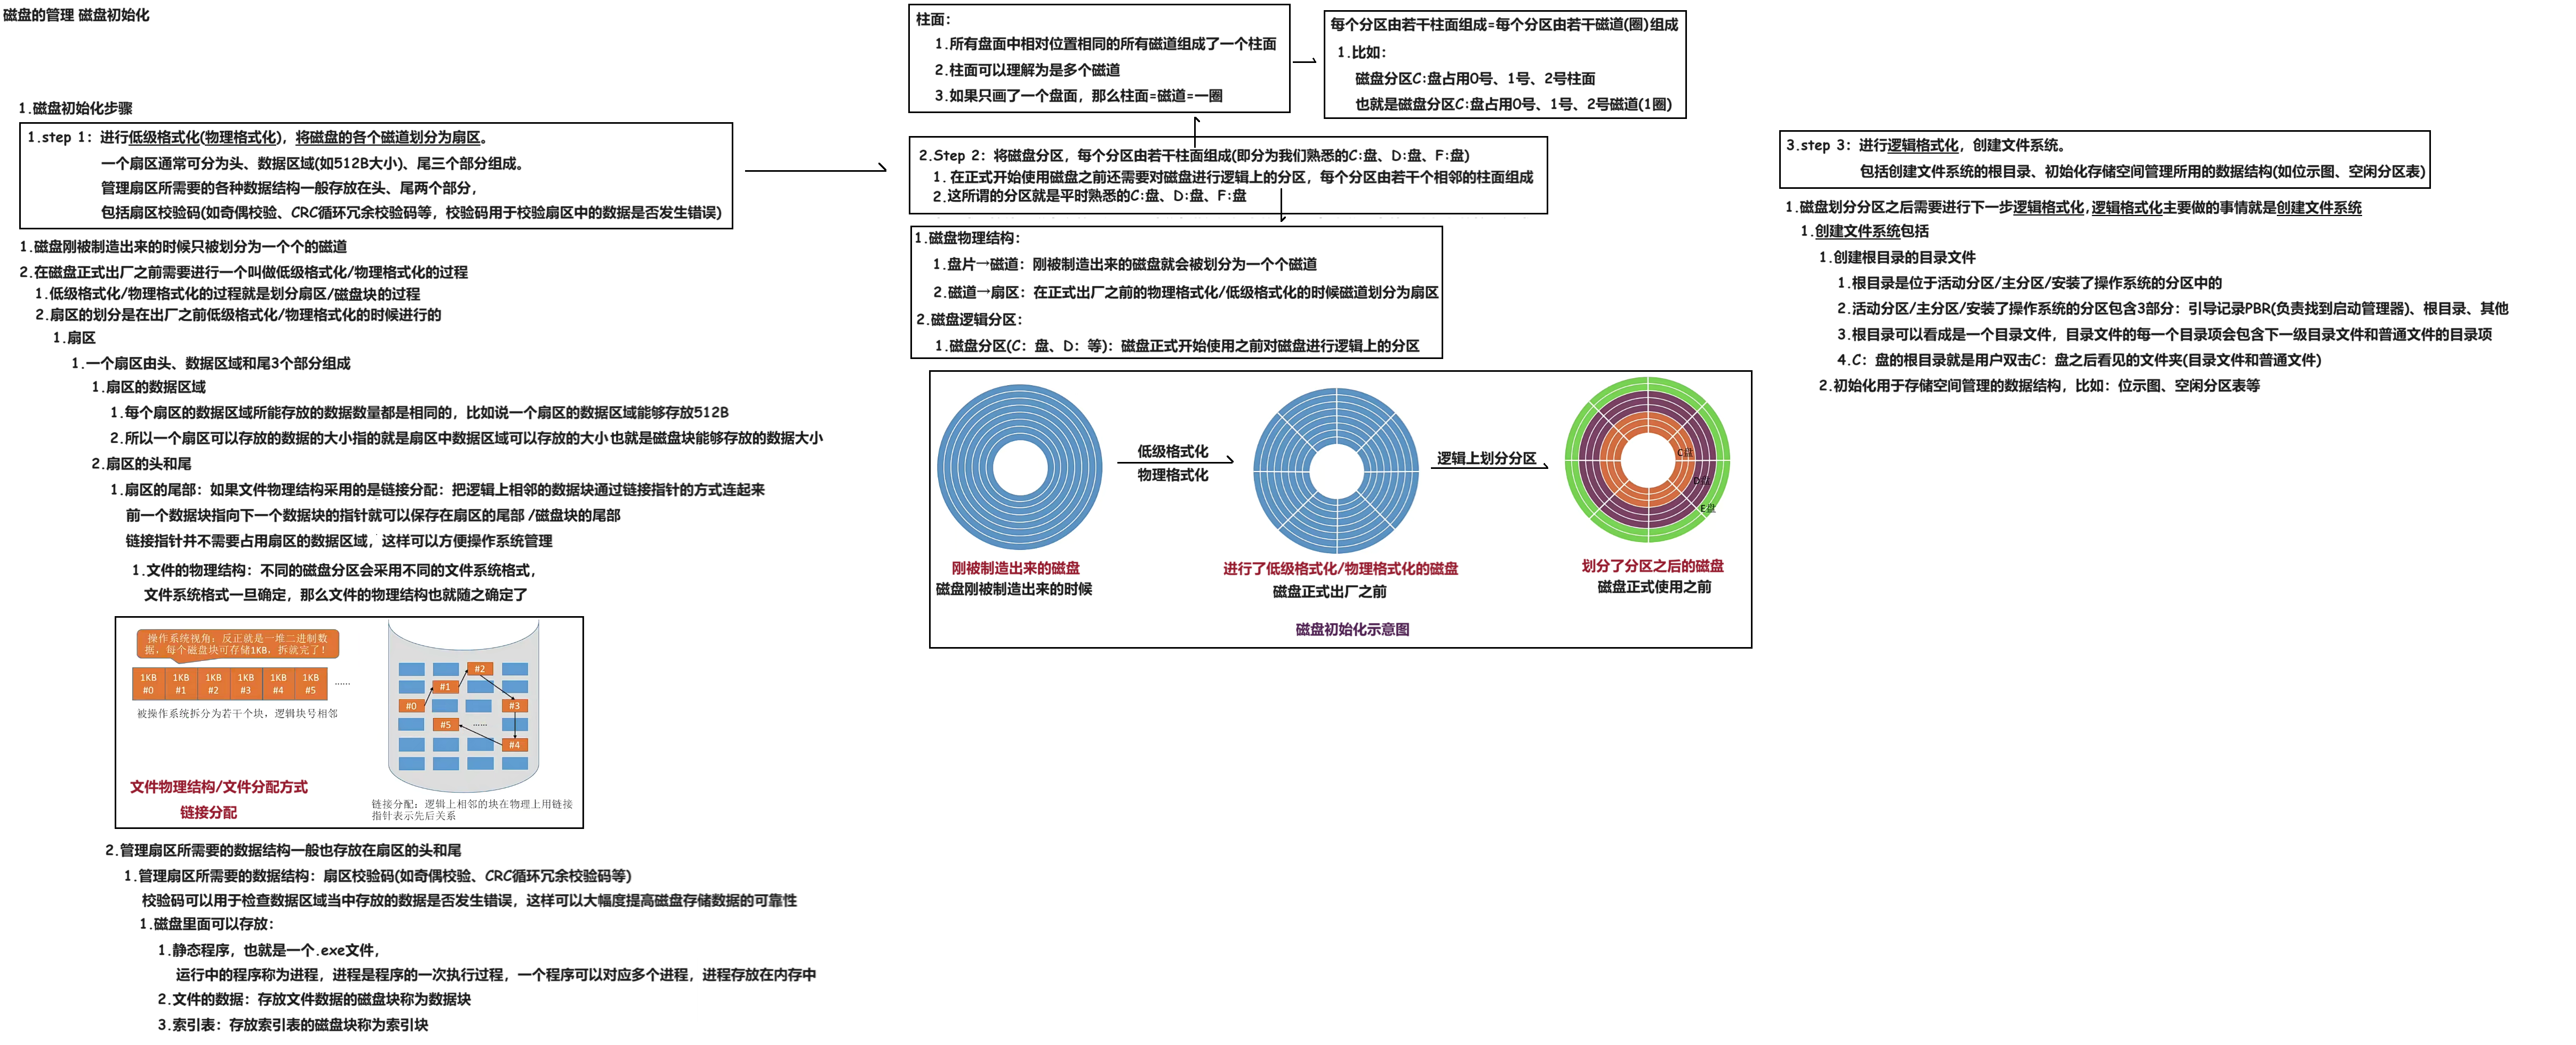 磁盘的管理 磁盘初始化
1.磁盘初始化步骤
1.step 1：进行低级格式化(物理格式化)，将磁盘的各个磁道划分为扇区。
一个扇区通常可分为头、数据区域(如512B大小)、尾三个部分组成。
管理扇区所需要的各种数据结构一般存放在头、尾两个部分，
包括扇区校验码(如奇偶校验、CRC循环冗余校验码等，校验码用于校验扇区中的数据是否发生错误)
1.磁盘刚被制造出来的时候只被划分为一个个的磁道
2.在磁盘正式出厂之前需要进行一个叫做低级格式化/物理格式化的过程
1.低级格式化/物理格式化的过程就是划分扇区/磁盘块的过程
2.扇区的划分是在出厂之前低级格式化/物理格式化的时候进行的
1.扇区
1.一个扇区由头、数据区域和尾3个部分组成
1.扇区的数据区域
1.每个扇区的数据区域所能存放的数据数量都是相同的，比如说一个扇区的数据区域能够存放512B
2.所以一个扇区可以存放的数据的大小指的就是扇区中数据区域可以存放的大小也就是磁盘块能够存放的数据大小
2.扇区的头和尾
1.扇区的尾部：如果文件物理结构采用的是链接分配：把逻辑上相邻的数据块通过链接指针的方式连起来
前一个数据块指向下一个数据块的指针就可以保存在扇区的尾部 /磁盘块的尾部
链接指针并不需要占用扇区的数据区域，这样可以方便操作系统管理
1.文件的物理结构：不同的磁盘分区会采用不同的文件系统格式，
文件系统格式一旦确定，那么文件的物理结构也就随之确定了
操作系统视角：反正就是一堆二进制数
据，每个磁盘块可存储1KB，拆就完了！
1KB 1KB 1KB 1KB 1KB 1KB
#0 #1 #2 #3 #4 #5
......
被操作系统拆分为若干个块，逻辑块号相邻
文件物理结构/文件分配方式
链接分配
#2
#1
#0 #3
#5 ......
#4
链接分配：逻辑上相邻的块在物理上用链接
指针表示先后关系
2.管理扇区所需要的数据结构一般也存放在扇区的头和尾
1.管理扇区所需要的数据结构：扇区校验码(如奇偶校验、CRC循环冗余校验码等)
校验码可以用于检查数据区域当中存放的数据是否发生错误，这样可以大幅度提高磁盘存储数据的可靠性
1.磁盘里面可以存放：
1.静态程序，也就是一个.exe文件，
运行中的程序称为进程，进程是程序的一次执行过程，一个程序可以对应多个进程，进程存放在内存中
2.文件的数据：存放文件数据的磁盘块称为数据块
3.索引表：存放索引表的磁盘块称为索引块
柱面：
1.所有盘面中相对位置相同的所有磁道组成了一个柱面
2.柱面可以理解为是多个磁道
3.如果只画了一个盘面，那么柱面=磁道=一圈
每个分区由若干柱面组成=每个分区由若干磁道(圈)组成
1.比如：
磁盘分区C:盘占用0号、1号、2号柱面
也就是磁盘分区C:盘占用0号、1号、2号磁道(1圈)
2.Step 2：将磁盘分区，每个分区由若干柱面组成(即分为我们熟悉的C:盘、D:盘、F:盘)
1. 在正式开始使用磁盘之前还需要对磁盘进行逻辑上的分区，每个分区由若干个相邻的柱面组成
2.这所谓的分区就是平时熟悉的C:盘、D:盘、F:盘
1.磁盘物理结构：
1.盘片→磁道：刚被制造出来的磁盘就会被划分为一个个磁道
2.磁道→扇区：在正式出厂之前的物理格式化/低级格式化的时候磁道划分为扇区
2.磁盘逻辑分区：
1.磁盘分区(C：盘、D：等)：磁盘正式开始使用之前对磁盘进行逻辑上的分区
低级格式化
物理格式化
逻辑上划分分区
C盘
D盘
E盘
刚被制造出来的磁盘
磁盘刚被制造出来的时候
进行了低级格式化/物理格式化的磁盘
磁盘正式出厂之前
划分了分区之后的磁盘
磁盘正式使用之前
磁盘初始化示意图
3.step 3：进行逻辑格式化，创建文件系统。
包括创建文件系统的根目录、初始化存储空间管理所用的数据结构(如位示图、空闲分区表)
1.磁盘划分分区之后需要进行下一步逻辑格式化,逻辑格式化主要做的事情就是创建文件系统
1.创建文件系统包括
1.创建根目录的目录文件
1.根目录是位于活动分区/主分区/安装了操作系统的分区中的
2.活动分区/主分区/安装了操作系统的分区包含3部分：引导记录PBR(负责找到启动管理器)、根目录、其他
3.根目录可以看成是一个目录文件，目录文件的每一个目录项会包含下一级目录文件和普通文件的目录项
4.C：盘的根目录就是用户双击C：盘之后看见的文件夹(目录文件和普通文件)
2.初始化用于存储空间管理的数据结构，比如：位示图、空闲分区表等